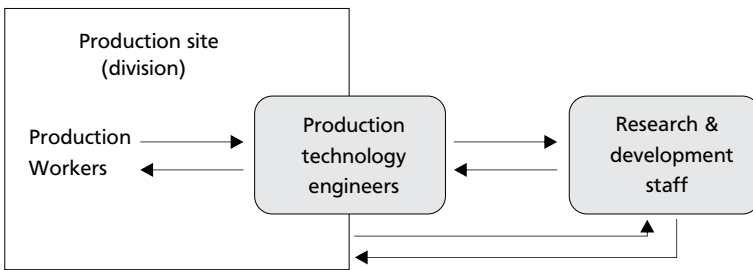 Production site
(division)
Production
Workers
Production
technology
engineers
Research &
development
staff